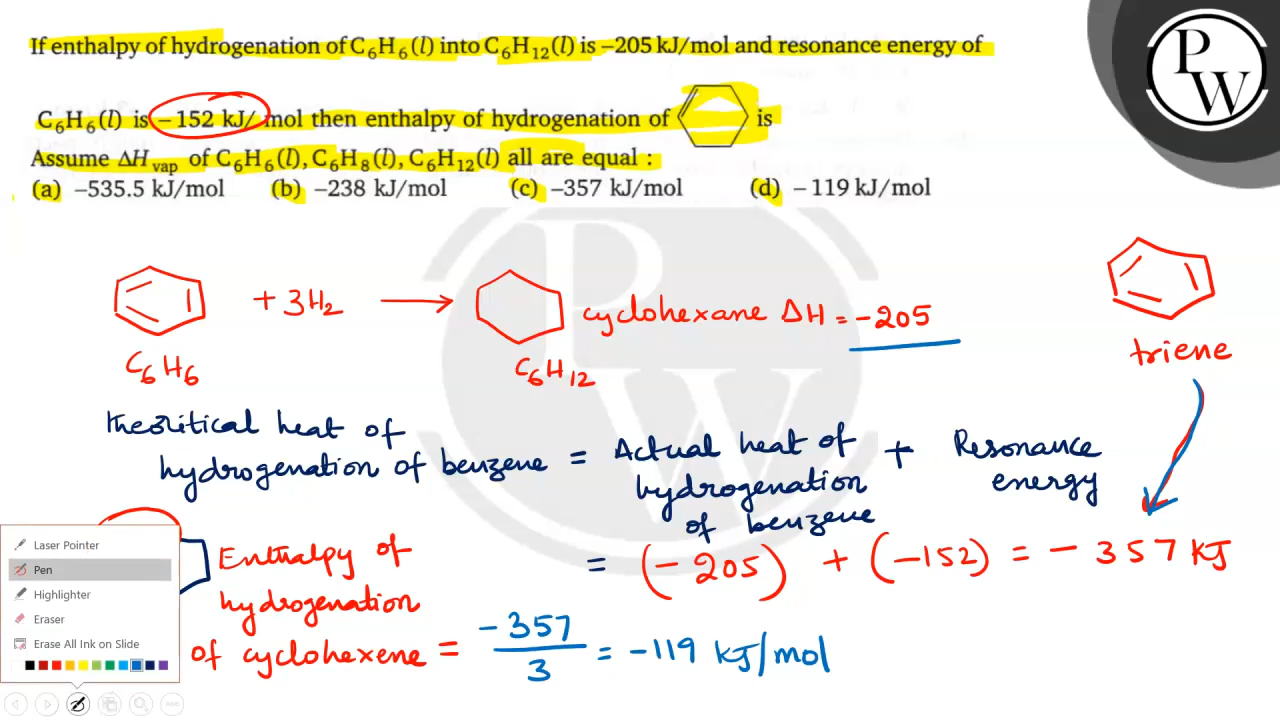 If enthalpy of hydrogenation of C₆H₆(l) into C₆H₁₂(l) is −205 kJ/mol and resonance energy of
C₆H₆(l) is −152 kJ/mol then enthalpy of hydrogenation of is
Assume ΔH_vap of C₆H₆(l), C₆H₈(l), C₆H₁₂(l) all are equal :
(a) −535.5 kJ/mol (b) −238 kJ/mol (c) −357 kJ/mol (d) −119 kJ/mol
PW
PW
+ 3H₂ → cyclohexane ΔH = −205
C₆H₆ C₆H₁₂
triene
theoritical heat of
hydrogenation of benzene = Actual heat of hydrogenation of benzene + Resonance energy
= (−205) + (−152) = −357 KJ
Enthalpy of
hydrogenation
of cyclohexene = −357/3 = −119 KJ/mol
Laser Pointer
Pen
Highlighter
Eraser
Erase All Ink on Slide